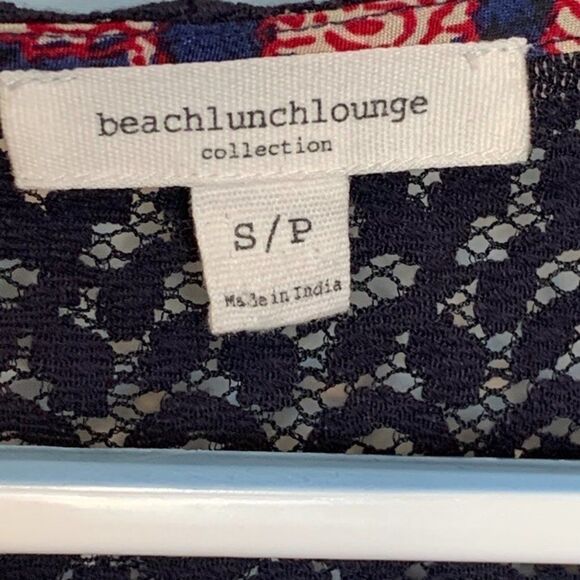 beachlunchlounge
collection
S/P
Made in India